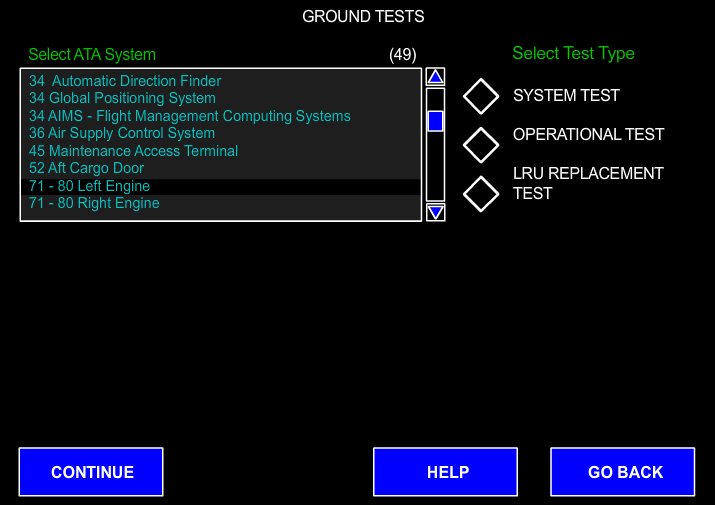 GROUND TESTS
Select ATA System (49)
34 Automatic Direction Finder
34 Global Positioning System
34 AIMS - Flight Management Computing Systems
36 Air Supply Control System
45 Maintenance Access Terminal
52 Aft Cargo Door
71 - 80 Left Engine
71 - 80 Right Engine
Select Test Type
SYSTEM TEST
OPERATIONAL TEST
LRU REPLACEMENT
TEST
CONTINUE
HELP
GO BACK